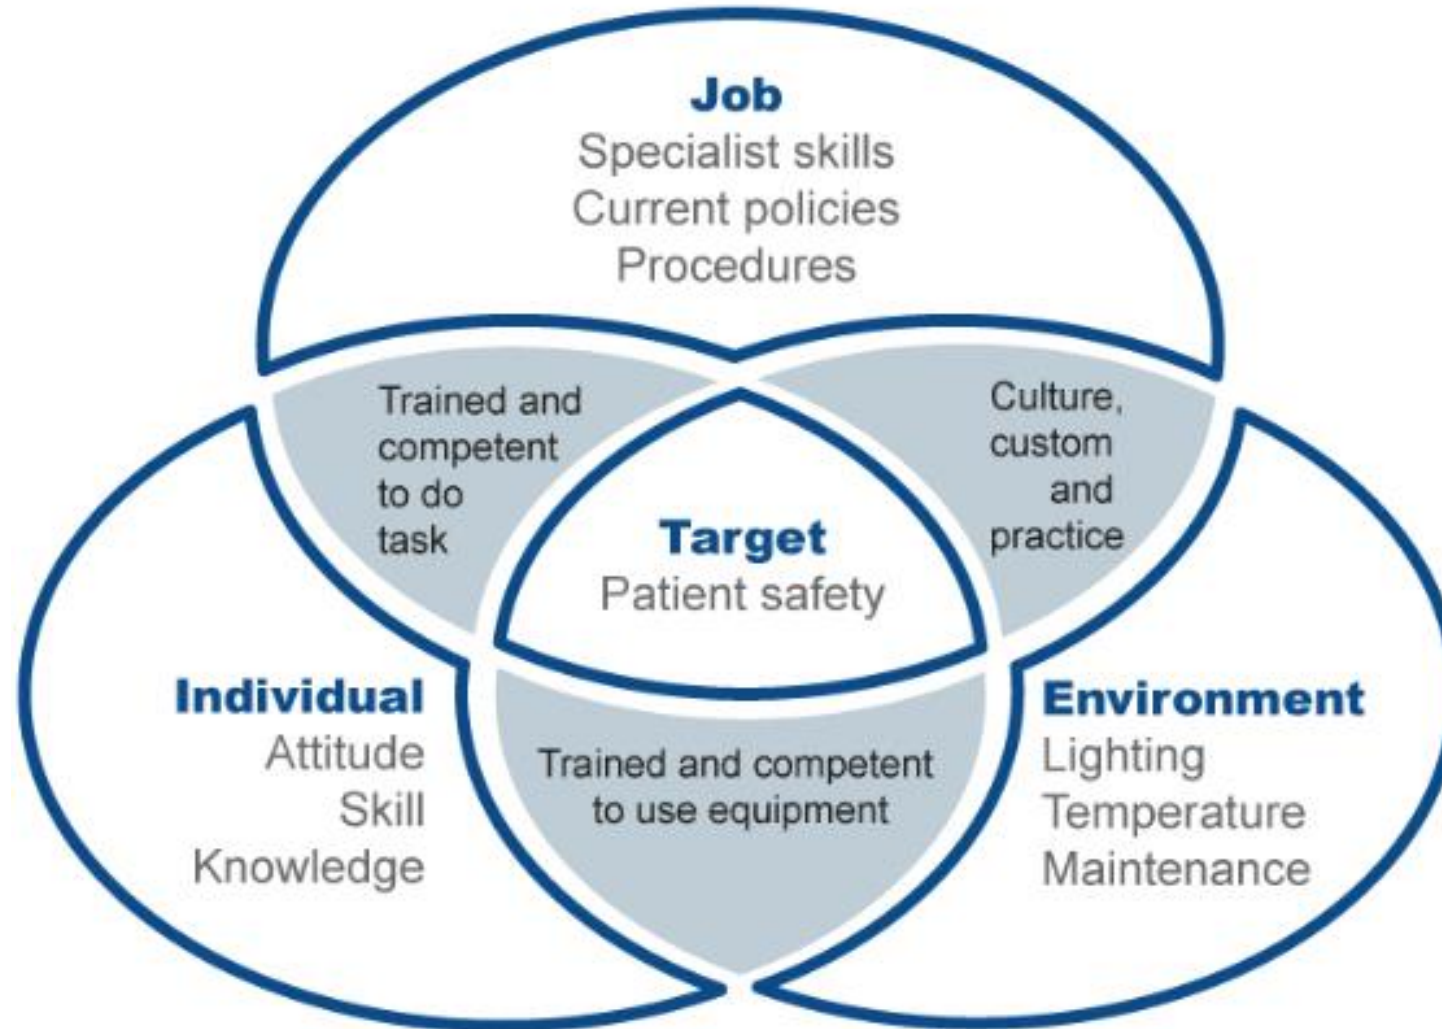 Job
Specialist skills
Current policies
Procedures
Trained and
competent
to do
task
Culture,
custom
and
practice
Target
Patient safety
Individual
Attitude
Skill
Knowledge
Trained and competent
to use equipment
Environment
Lighting
Temperature
Maintenance